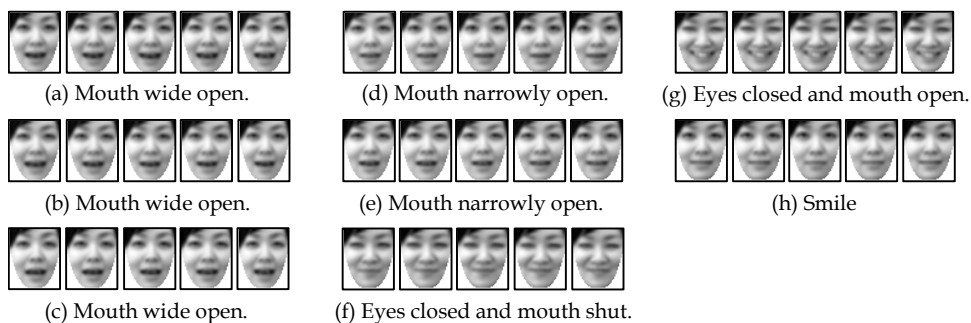 (a) Mouth wide open.
(d) Mouth narrowly open.
(g) Eyes closed and mouth open.
(b) Mouth wide open.
(e) Mouth narrowly open.
(h) Smile
(c) Mouth wide open.
(f) Eyes closed and mouth shut.